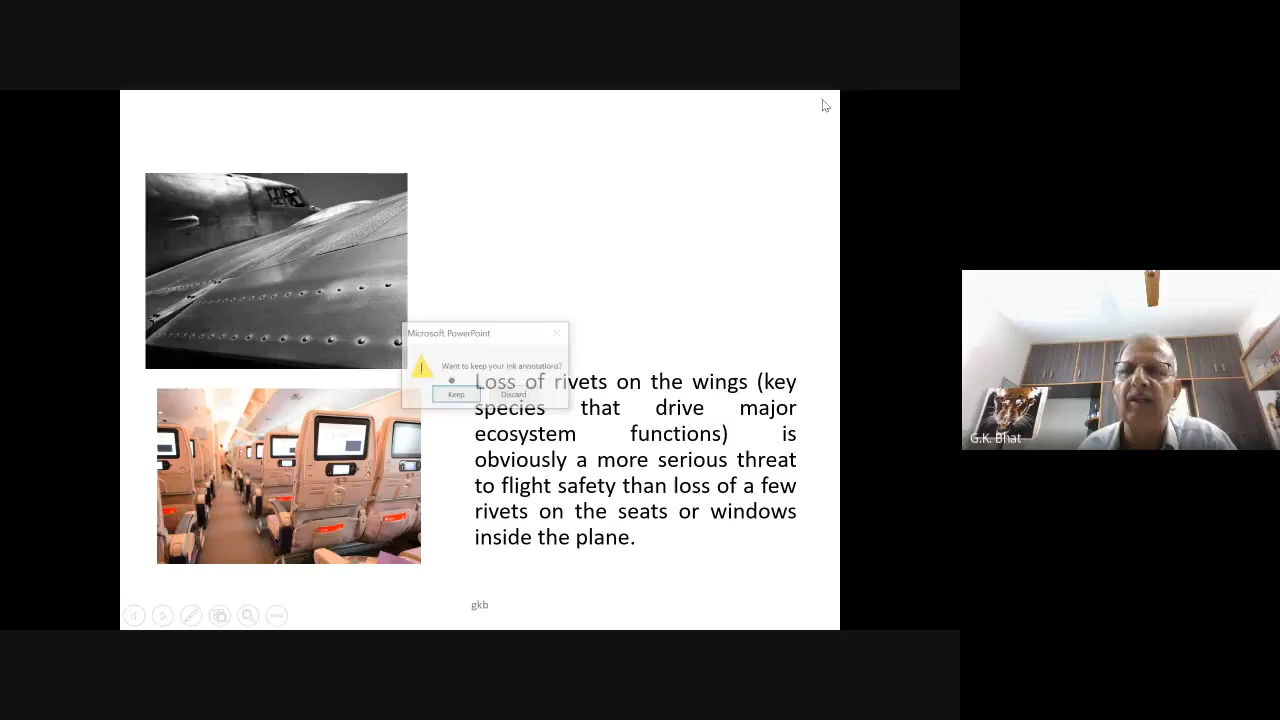 Microsoft PowerPoint
Want to keep your ink annotations?
Keep
Discard
Loss of rivets on the wings (key
species that drive major
ecosystem functions) is
obviously a more serious threat
to flight safety than loss of a few
rivets on the seats or windows
inside the plane.
gkb
G.K. Bhat